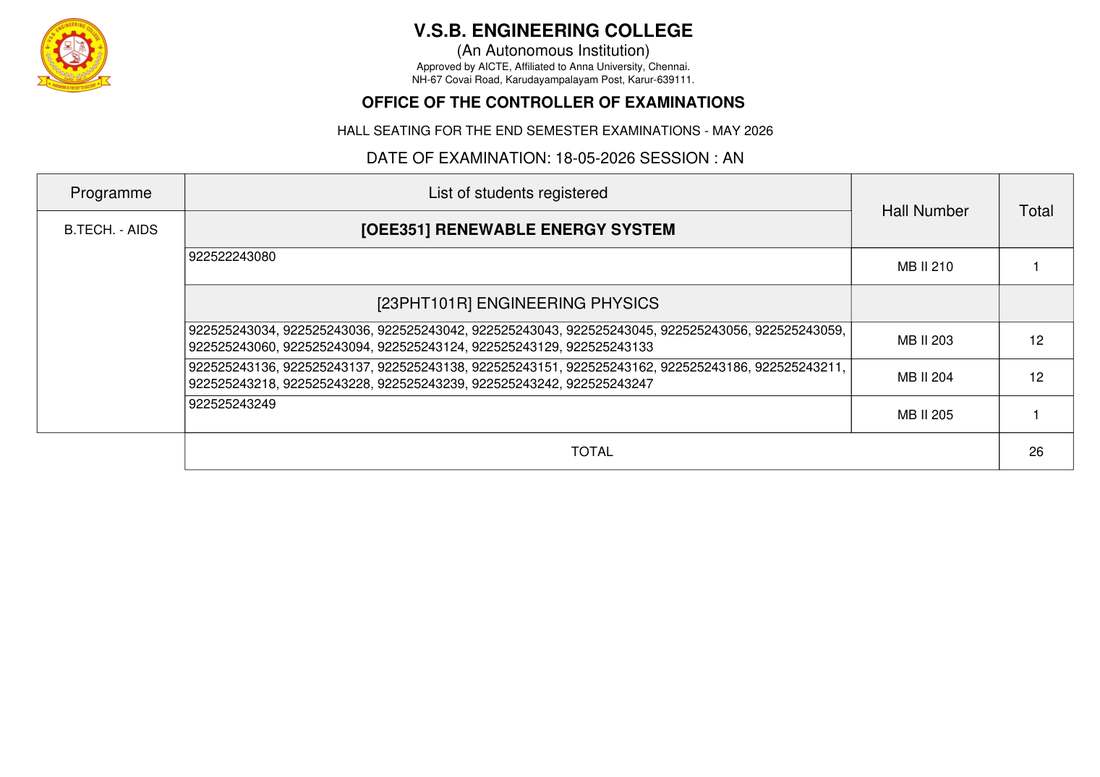 V.S.B. ENGINEERING COLLEGE
(An Autonomous Institution)
Approved by AICTE, Affiliated to Anna University, Chennai.
NH-67 Covai Road, Karudayampalayam Post, Karur-639111.
OFFICE OF THE CONTROLLER OF EXAMINATIONS
HALL SEATING FOR THE END SEMESTER EXAMINATIONS - MAY 2026
DATE OF EXAMINATION: 18-05-2026 SESSION : AN
Programme List of students registered Hall Number Total
B.TECH. - AIDS [OEE351] RENEWABLE ENERGY SYSTEM
922522243080 MB II 210 1
[23PHT101R] ENGINEERING PHYSICS
922525243034, 922525243036, 922525243042, 922525243043, 922525243045, 922525243056, 922525243059,
922525243060, 922525243094, 922525243124, 922525243129, 922525243133 MB II 203 12
922525243136, 922525243137, 922525243138, 922525243151, 922525243162, 922525243186, 922525243211,
922525243218, 922525243228, 922525243239, 922525243242, 922525243247 MB II 204 12
922525243249 MB II 205 1
TOTAL 26